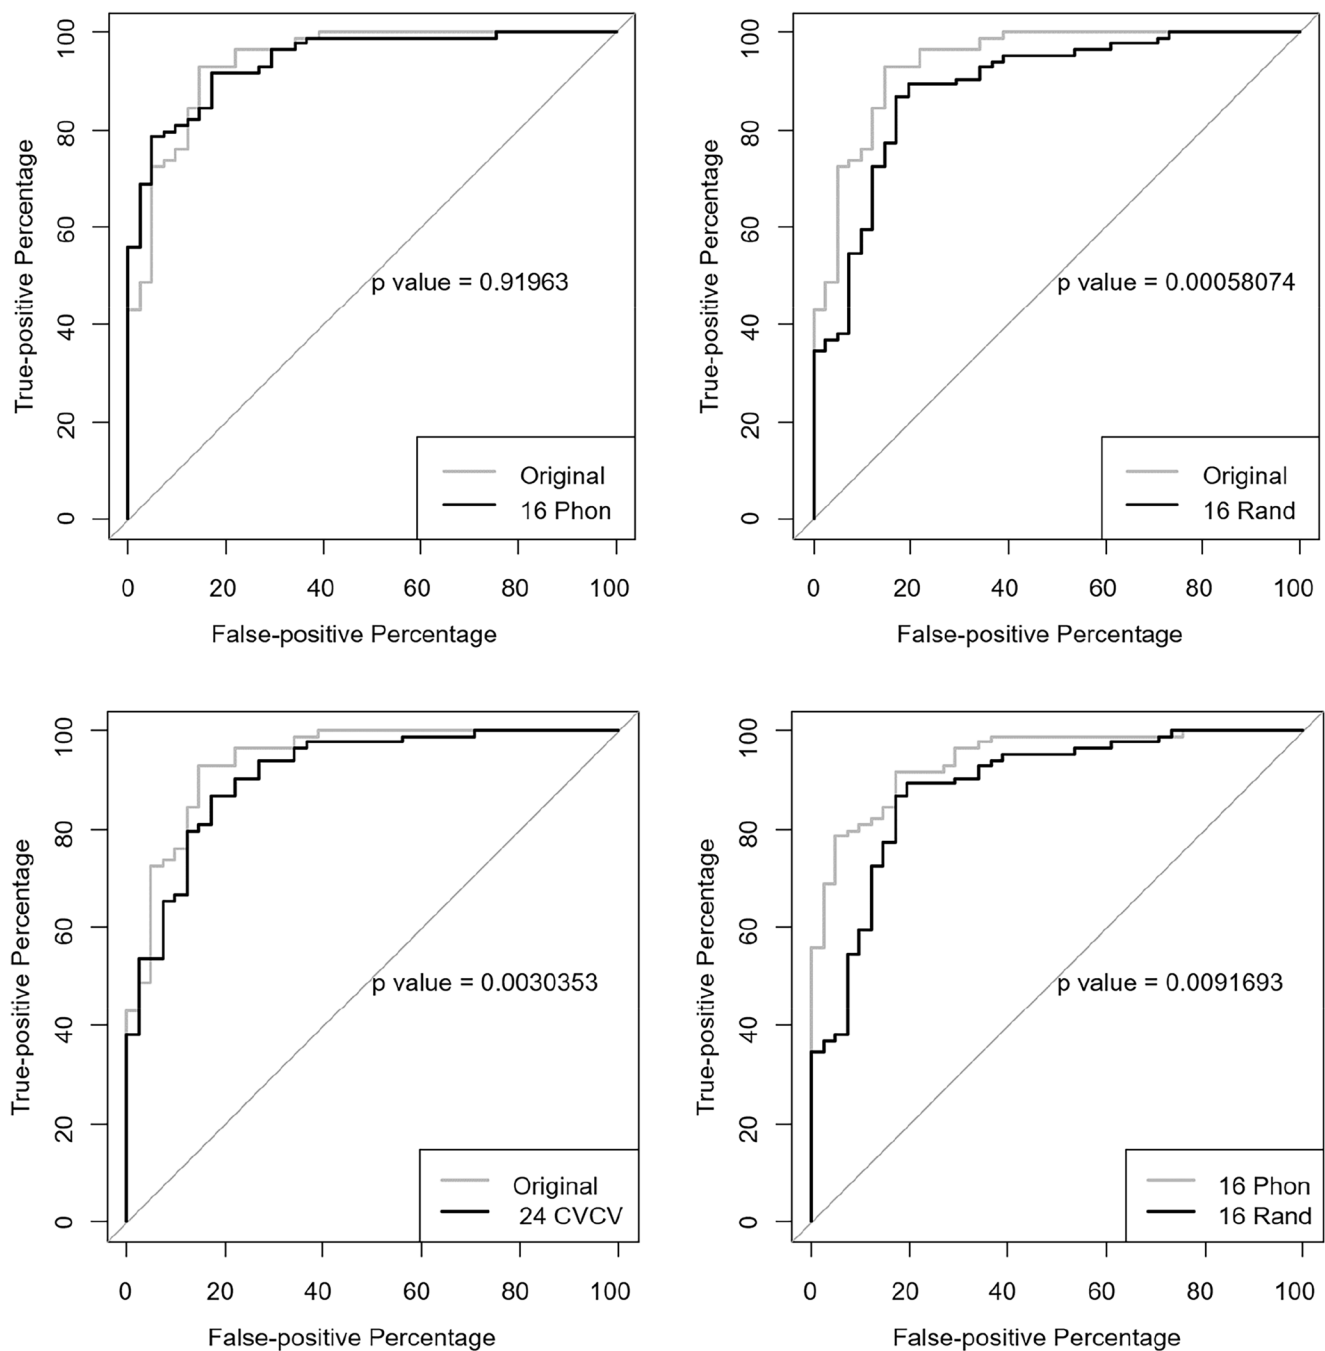 True-positive Percentage
100
80
60
40
20
0
p value = 0.91963
Original
16 Phon
0 20 40 60 80 100
False-positive Percentage
True-positive Percentage
100
80
60
40
20
0
p value = 0.00058074
Original
16 Rand
0 20 40 60 80 100
False-positive Percentage
True-positive Percentage
100
80
60
40
20
0
p value = 0.0030353
Original
24 CVCV
0 20 40 60 80 100
False-positive Percentage
True-positive Percentage
100
80
60
40
20
0
p value = 0.0091693
16 Phon
16 Rand
0 20 40 60 80 100
False-positive Percentage